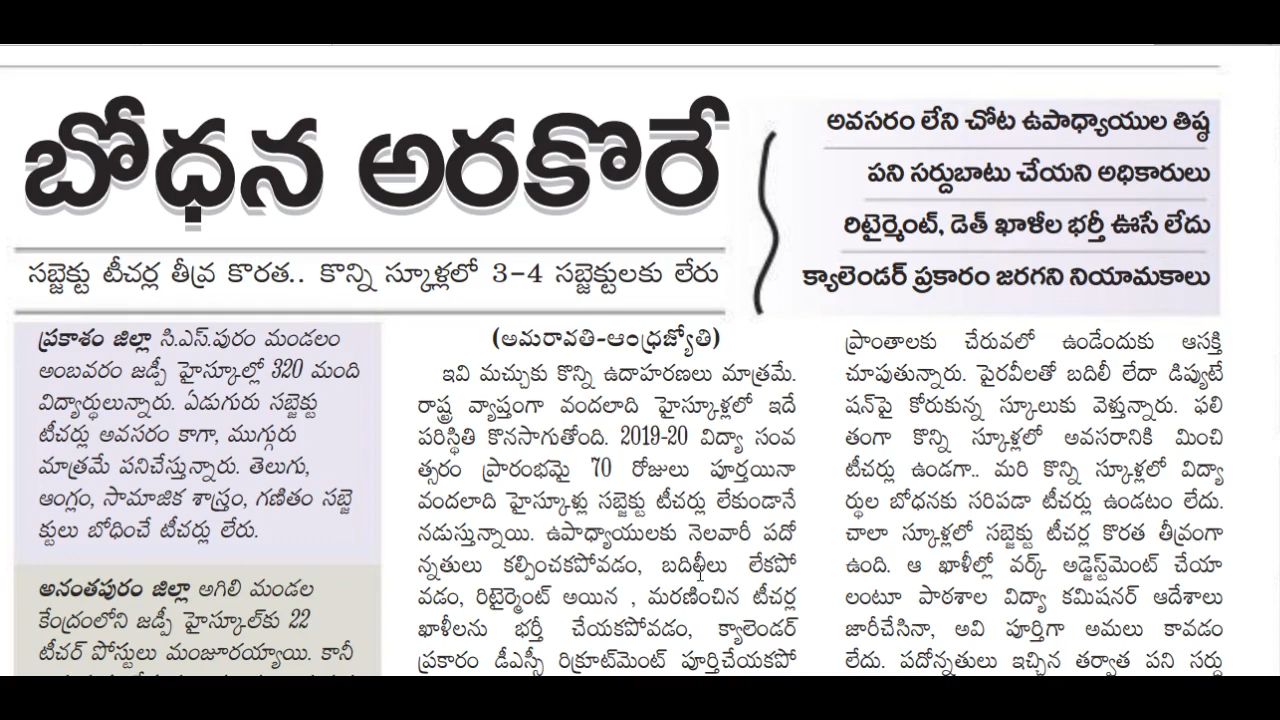 బోధన అరకొరే
సబ్జెక్టు టీచర్ల తీవ్ర కొరత.. కొన్ని స్కూళ్లలో 3-4 సబ్జెక్టులకు లేరు
అవసరం లేని చోట ఉపాధ్యాయుల తిష్ఠ
పని సర్దుబాటు చేయని అధికారులు
రిటైర్మెంట్, డెత్ ఖాళీల భర్తీ ఊసే లేదు
క్యాలెండర్ ప్రకారం జరగని నియామకాలు
ప్రకాశం జిల్లా సి.ఎస్.పురం మండలం
అంబవరం జడ్పీ హైస్కూల్లో 320 మంది
విద్యార్థులున్నారు. ఏడుగురు సబ్జెక్టు
టీచర్లు అవసరం కాగా, ముగ్గురు
మాత్రమే పనిచేస్తున్నారు. తెలుగు,
ఆంగ్లం, సామాజిక శాస్త్రం, గణితం సబ్జె
క్టులు బోధించే టీచర్లు లేరు.
అనంతపురం జిల్లా అగిలి మండల
కేంద్రంలోని జడ్పీ హైస్కూల్‌కు 22
టీచర్ పోస్టులు మంజూరయ్యాయి. కానీ
(అమరావతి-ఆంధ్రజ్యోతి)
ఇవి మచ్చుకు కొన్ని ఉదాహరణలు మాత్రమే.
రాష్ట్ర వ్యాప్తంగా వందలాది హైస్కూళ్లలో ఇదే
పరిస్థితి కొనసాగుతోంది. 2019-20 విద్యా సంవ
త్సరం ప్రారంభమై 70 రోజులు పూర్తయినా
వందలాది హైస్కూళ్లు సబ్జెక్టు టీచర్లు లేకుండానే
నడుస్తున్నాయి. ఉపాధ్యాయులకు నెలవారీ పదో
న్నతులు కల్పించకపోవడం, బదిలీలు లేకపో
వడం, రిటైర్మెంట్ అయిన , మరణించిన టీచర్ల
ఖాళీలను భర్తీ చేయకపోవడం, క్యాలెండర్
ప్రకారం డీఎస్సీ రిక్రూట్‌మెంట్ పూర్తిచేయకపో
ప్రాంతాలకు చేరువలో ఉండేందుకు ఆసక్తి
చూపుతున్నారు. పైరవీలతో బదిలీ లేదా డిప్యుటే
షన్‌పై కోరుకున్న స్కూలుకు వెళ్తున్నారు. ఫలి
తంగా కొన్ని స్కూళ్లలో అవసరానికి మించి
టీచర్లు ఉండగా.. మరి కొన్ని స్కూళ్లలో విద్యా
ర్థుల బోధనకు సరిపడా టీచర్లు ఉండటం లేదు.
చాలా స్కూళ్లలో సబ్జెక్టు టీచర్ల కొరత తీవ్రంగా
ఉంది. ఆ ఖాళీల్లో వర్క్ అడ్జెస్ట్‌మెంట్ చేయా
లంటూ పాఠశాల విద్యా కమిషనర్ ఆదేశాలు
జారీచేసినా, అవి పూర్తిగా అమలు కావడం
లేదు. పదోన్నతులు ఇచ్చిన తర్వాత పని సర్దు